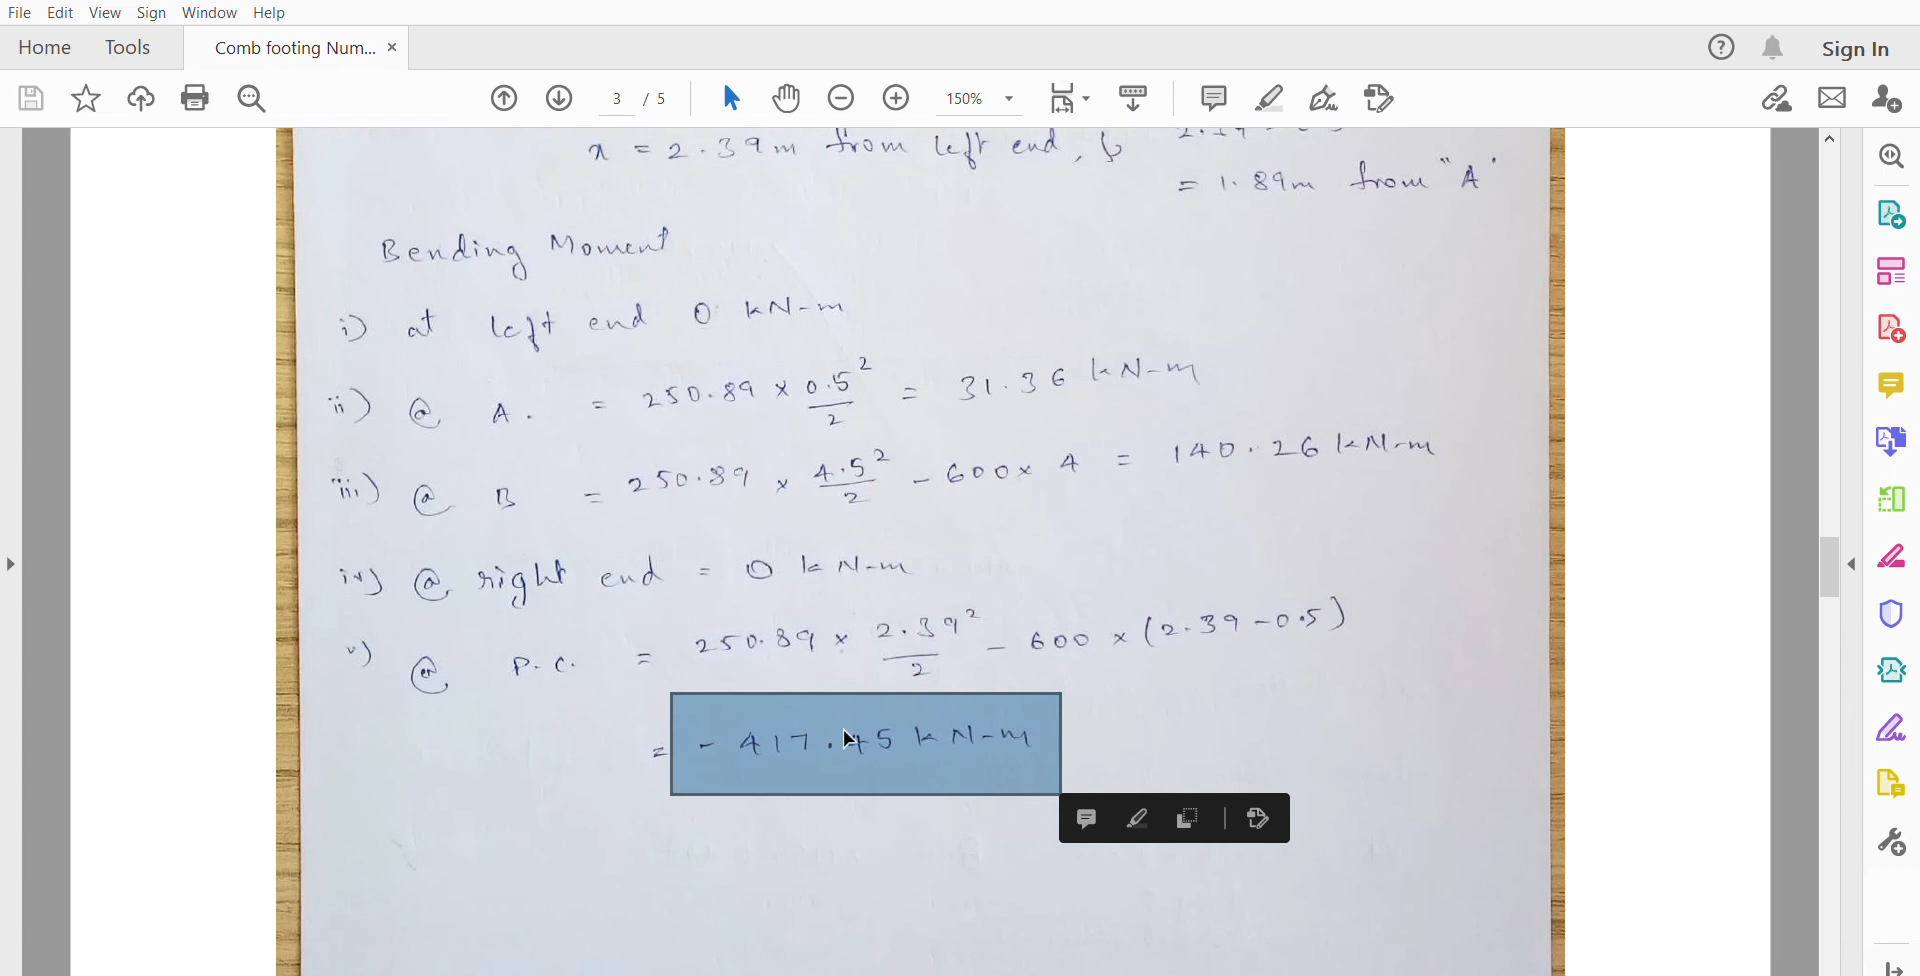 File Edit View Sign Window Help
Home Tools Comb footing Num... × Sign In
3 / 5 150%
x = 2.39m from left end, &
= 1.89m from "A"
Bending Moment
i) at left end 0 kN-m
ii) @ A. = 250.89 × 0.5²/2 = 31.36 kN-m
iii) @ B = 250.89 × 4.5²/2 - 600 × 4 = 140.26 kN-m
iv) @ right end = 0 kN-m
v) @ P.C. = 250.89 × 2.39²/2 - 600 × (2.39 - 0.5)
= - 417.45 kN-m